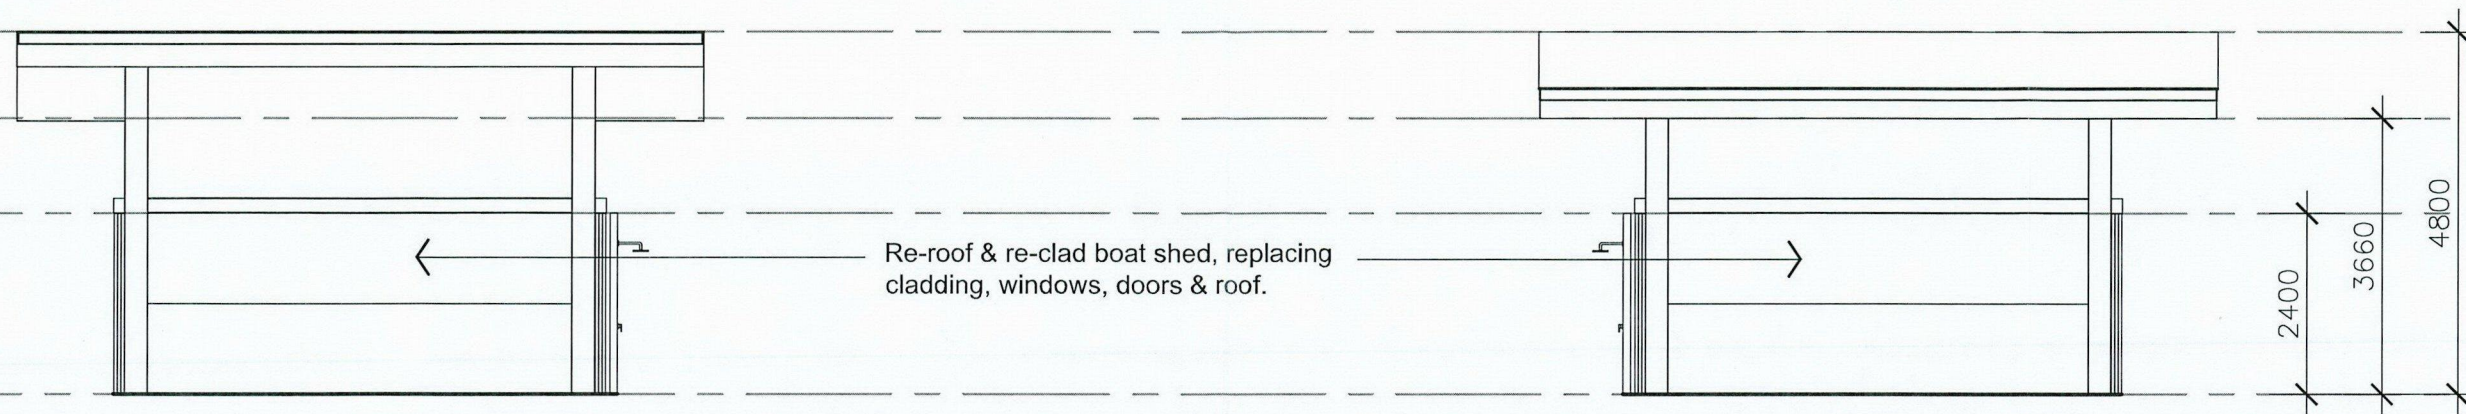 Re-roof & re-clad boat shed, replacing
cladding, windows, doors & roof.
2400
3660
4800